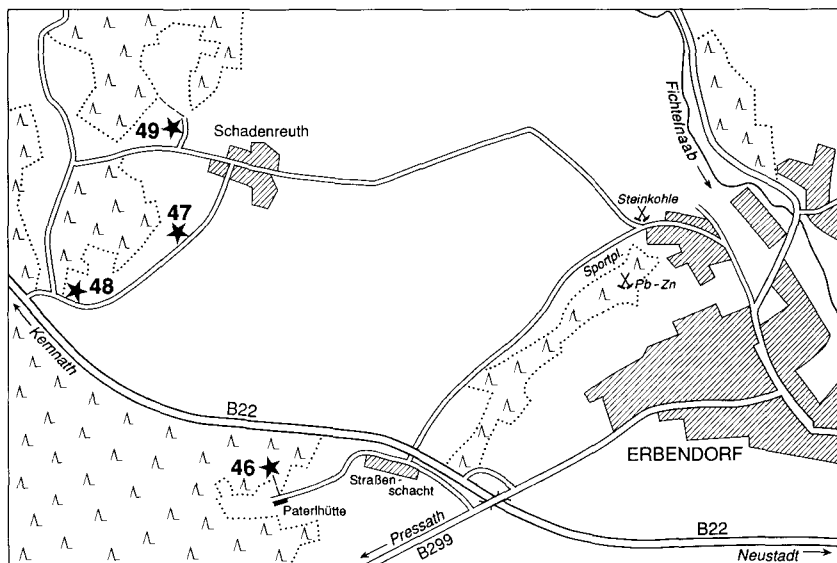 Fichtelnaab
49
Schadenreuth
47
Steinkohle
Sportpl.
Pb-Zn
48
Kemnath
B22
46
ERBENDORF
Straßen-
schacht
Paterlhütte
Pressath
B299
B22
Neustadt